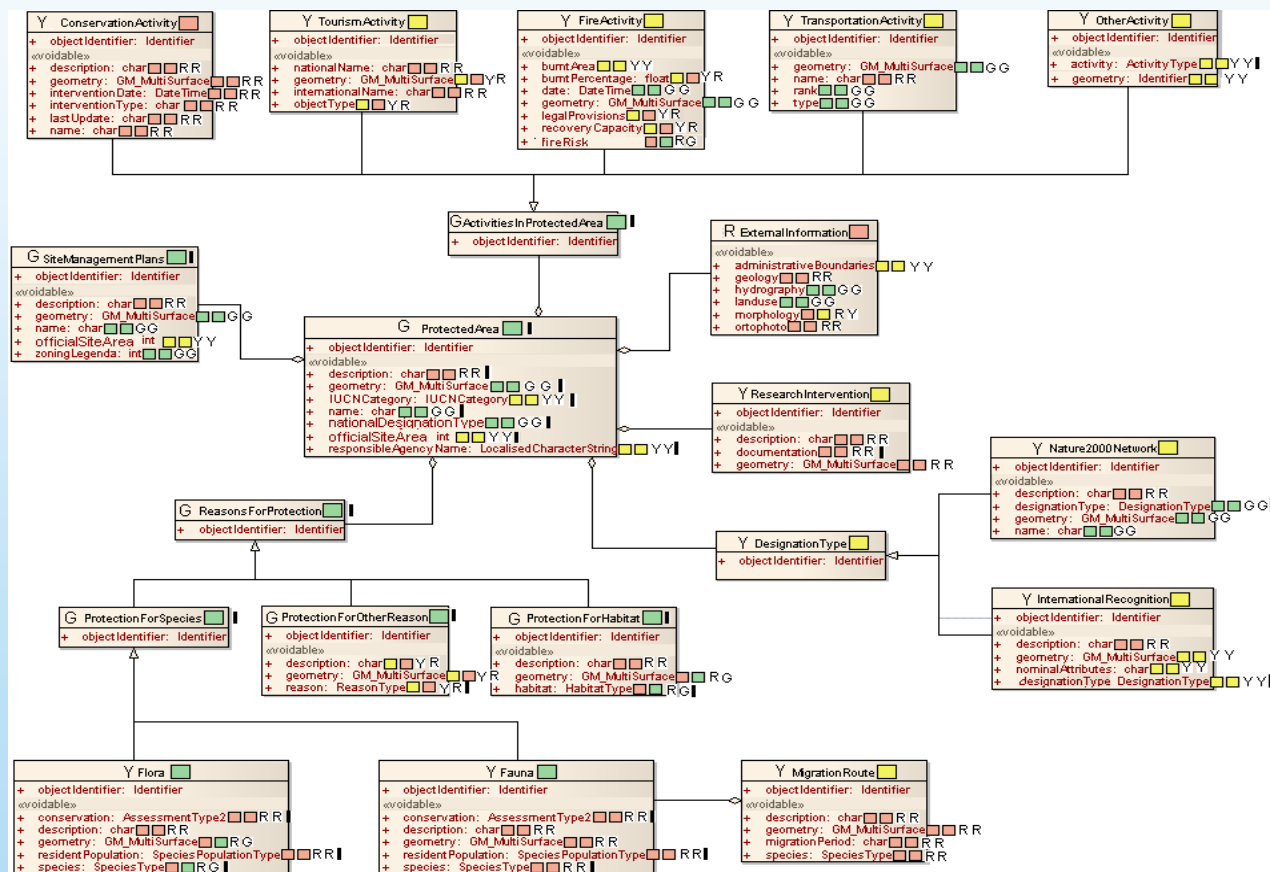 Y ConservationActivity
+ objectIdentifier: Identifier
«voidable»
+ description: char RR
+ geometry: GM_MultiSurface RR
+ interventionDate: DateTime RR
+ interventionType: char RR
+ lastUpdate: char RR
+ name: char RR
Y TourismActivity
+ objectIdentifier: Identifier
«voidable»
+ nationalName: char RR
+ geometry: GM_MultiSurface YR
+ internationalName: char RR
+ objectType YR
Y FireActivity
+ objectIdentifier: Identifier
«voidable»
+ burntArea YY
+ burntPercentage: float YR
+ date: DateTime GG
+ geometry: GM_MultiSurface GG
+ legalProvisions YR
+ recoveryCapacity YR
+ fireRisk RG
Y TransportationActivity
+ objectIdentifier: Identifier
«voidable»
+ geometry: GM_MultiSurface GG
+ name: char RR
+ rank GG
+ type GG
Y OtherActivity
+ objectIdentifier: Identifier
«voidable»
+ activity: ActivityType YY
+ geometry: Identifier YY
G ActivitiesInProtectedArea
+ objectIdentifier: Identifier
G SiteManagementPlans
+ objectIdentifier: Identifier
«voidable»
+ description: char RR
+ geometry: GM_MultiSurface GG
+ name: char GG
+ officialSiteArea int YY
+ zoningLegenda: int GG
R ExternalInformation
«voidable»
+ administrativeBoundaries YY
+ geology RR
+ hydrography GG
+ landuse GG
+ morphology RY
+ ortophoto RR
G ProtectedArea
+ objectIdentifier: Identifier
«voidable»
+ description: char RR
+ geometry: GM_MultiSurface GG
+ IUCNCategory: IUCNCategory YY
+ name: char GG
+ nationalDesignationType GG
+ officialSiteArea int YY
+ responsibleAgencyName: LocalisedCharacterString YY
Y ResearchIntervention
+ objectIdentifier: Identifier
«voidable»
+ description: char RR
+ documentation RR
+ geometry: GM_MultiSurface RR
Y Nature2000Network
+ objectIdentifier: Identifier
«voidable»
+ description: char RR
+ designationType: DesignationType GG
+ geometry: GM_MultiSurface GG
+ name: char GG
G ReasonsForProtection
+ objectIdentifier: Identifier
Y DesignationType
+ objectIdentifier: Identifier
Y InternationalRecognition
+ objectIdentifier: Identifier
«voidable»
+ description: char RR
+ geometry: GM_MultiSurface YY
+ nominalAttributes: char YY
+ designationType DesignationType YY
G ProtectionForSpecies
+ objectIdentifier: Identifier
G ProtectionForOtherReason
+ objectIdentifier: Identifier
«voidable»
+ description: char YR
+ geometry: GM_MultiSurface YR
+ reason: ReasonType YR
G ProtectionForHabitat
+ objectIdentifier: Identifier
«voidable»
+ description: char RR
+ geometry: GM_MultiSurface RG
+ habitat: HabitatType RG
Y Flora
+ objectIdentifier: Identifier
«voidable»
+ conservation: AssessmentType2 RR
+ description: char RR
+ geometry: GM_MultiSurface RG
+ residentPopulation: SpeciesPopulationType RR
+ species: SpeciesType RG
Y Fauna
+ objectIdentifier: Identifier
«voidable»
+ conservation: AssessmentType2 RR
+ description: char RR
+ geometry: GM_MultiSurface RR
+ residentPopulation: SpeciesPopulationType RR
+ species: SpeciesType RR
Y MigrationRoute
+ objectIdentifier: Identifier
«voidable»
+ description: char RR
+ geometry: GM_MultiSurface RR
+ migrationPeriod: char RR
+ species: SpeciesType RR